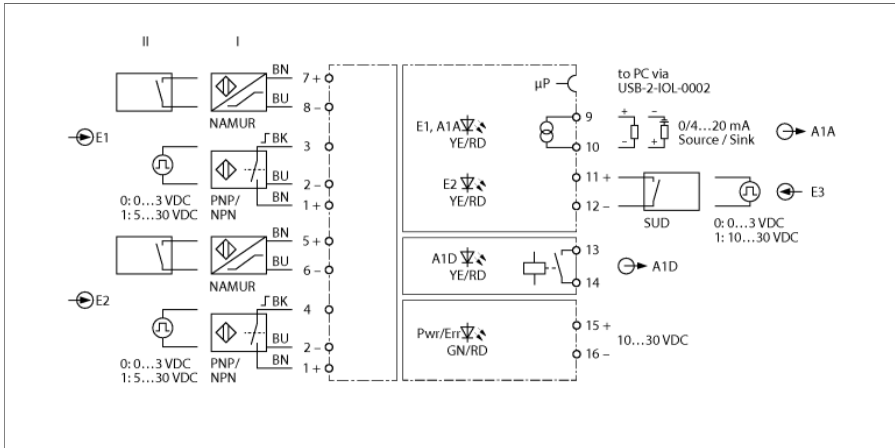 II
I
BN
7 +
BU
8 –
NAMUR
E1
BK
3
BU
2 –
BN
1 +
0: 0…3 VDC
1: 5…30 VDC
PNP/
NPN
BN
5 +
BU
6 –
NAMUR
E2
BK
4
BU
2 –
BN
1 +
0: 0…3 VDC
1: 5…30 VDC
PNP/
NPN
µP
to PC via
USB-2-IOL-0002
E1, A1A
YE/RD
9
10
+ –
– +
0/4…20 mA
Source / Sink
A1A
E2
YE/RD
11 +
12 –
SUD
E3
0: 0…3 VDC
1: 10…30 VDC
A1D
YE/RD
13
14
A1D
Pwr/Err
GN/RD
15 +
16 –
10…30 VDC